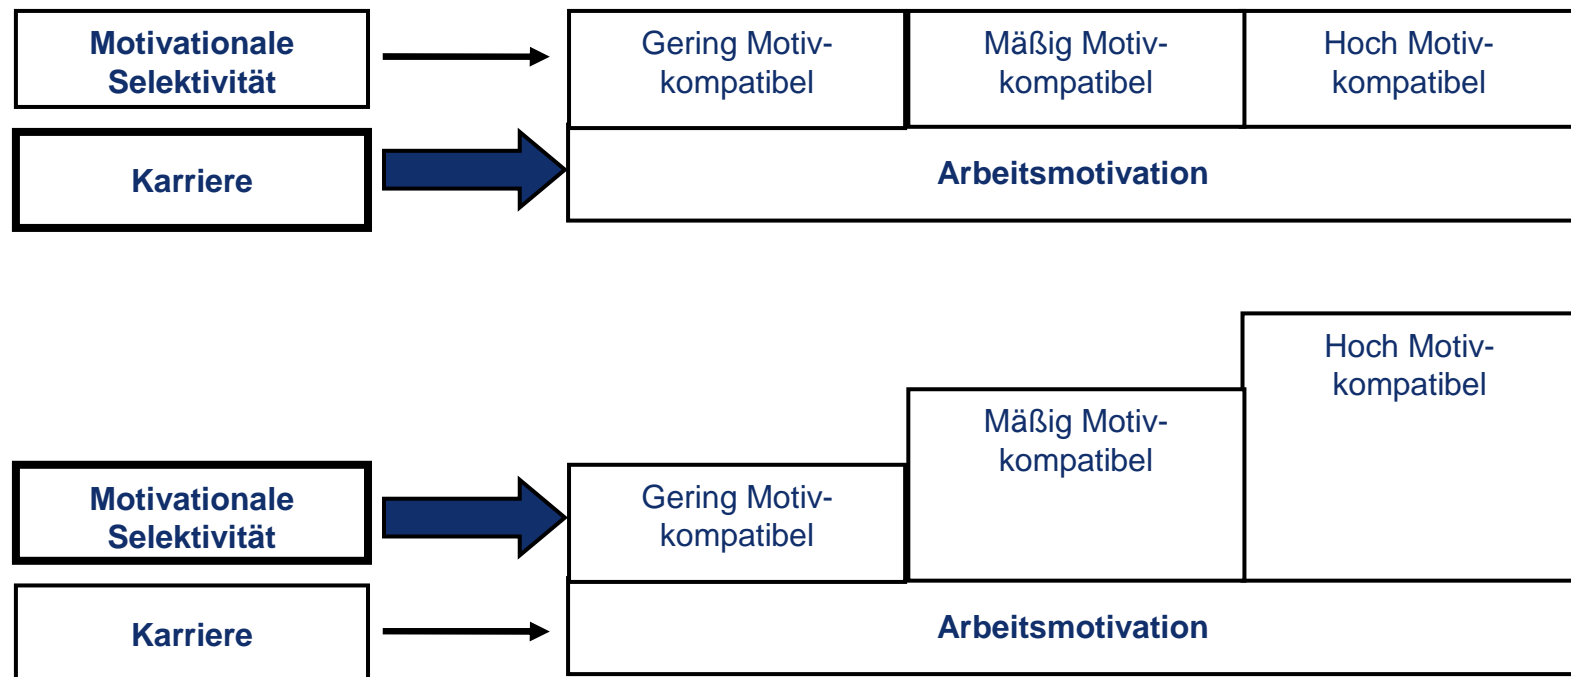 Motivationale
Selektivität
Gering Motiv-
kompatibel
Mäßig Motiv-
kompatibel
Hoch Motiv-
kompatibel
Karriere
Arbeitsmotivation
Hoch Motiv-
kompatibel
Mäßig Motiv-
kompatibel
Motivationale
Selektivität
Gering Motiv-
kompatibel
Karriere
Arbeitsmotivation